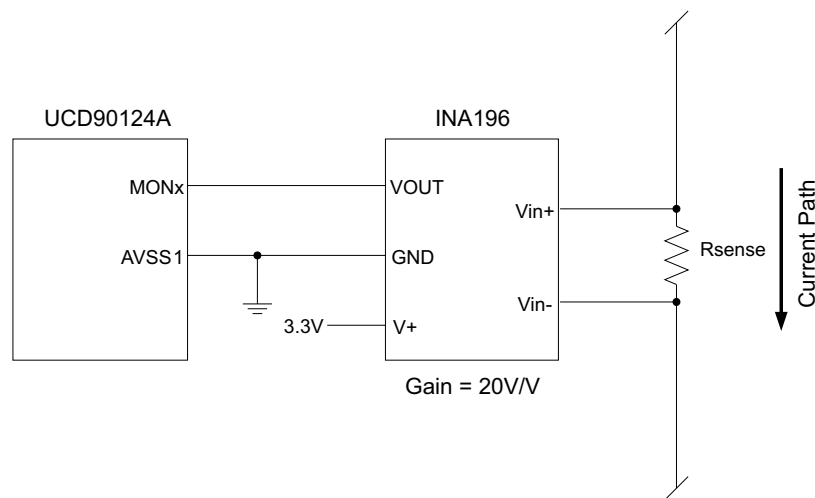 UCD90124A
INA196
MONx
VOUT
Vin+
AVSS1
GND
Rsense
Current Path
Vin-
3.3V
V+
Gain = 20V/V